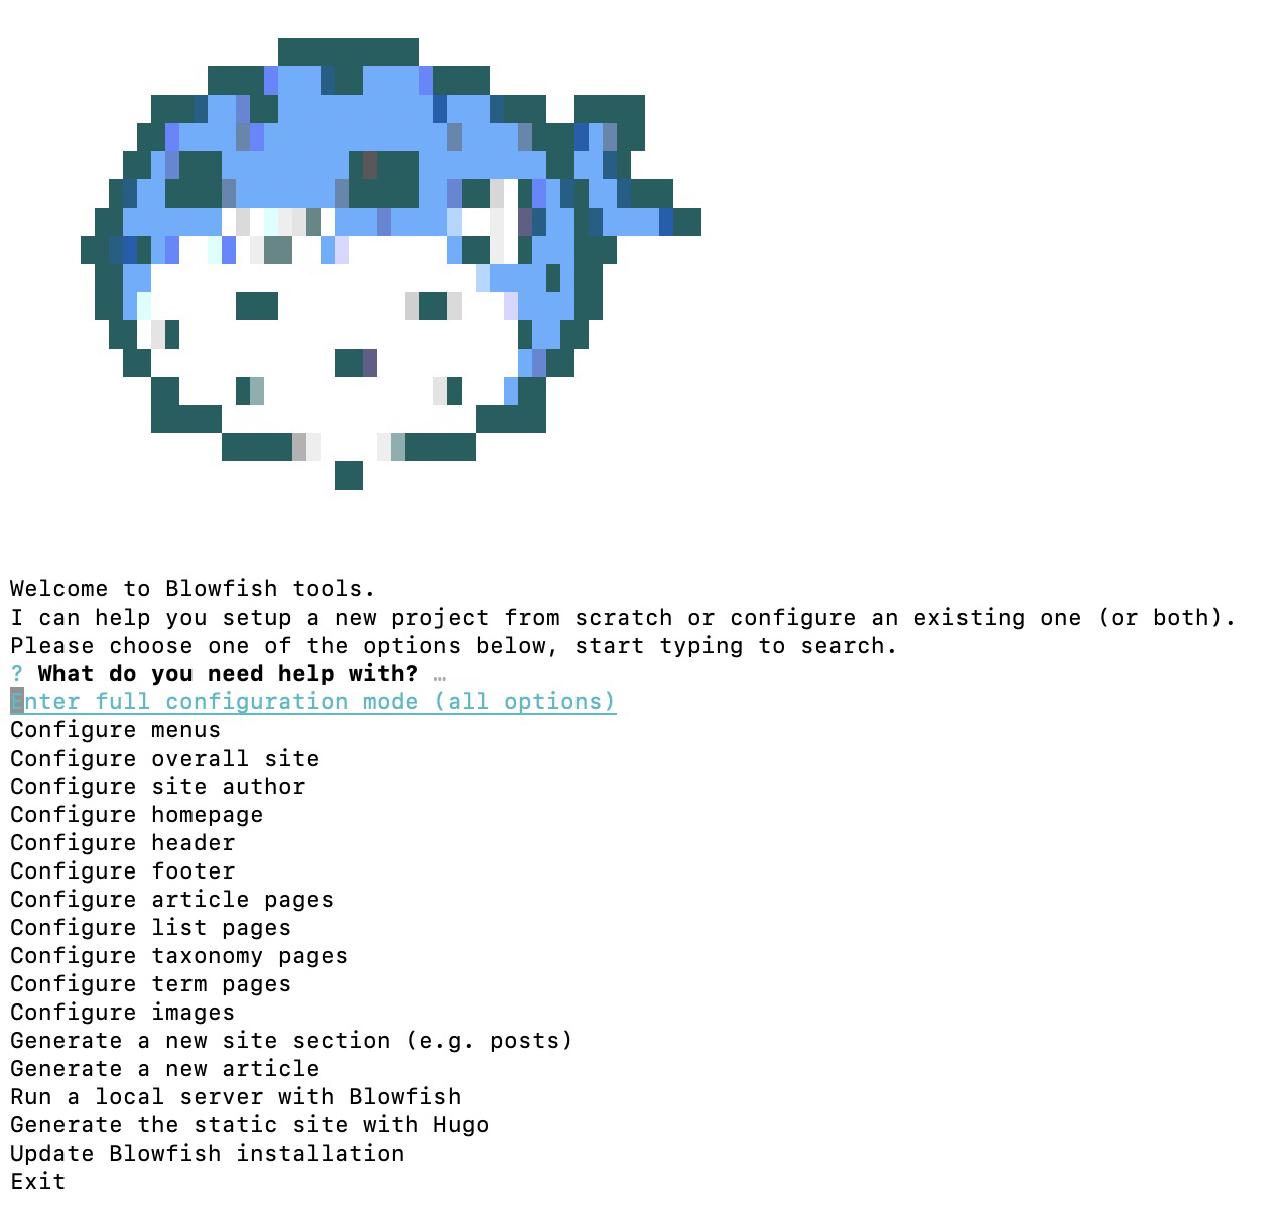 Welcome to Blowfish tools.
I can help you setup a new project from scratch or configure an existing one (or both).
Please choose one of the options below, start typing to search.
? What do you need help with? …
Enter full configuration mode (all options)
Configure menus
Configure overall site
Configure site author
Configure homepage
Configure header
Configure footer
Configure article pages
Configure list pages
Configure taxonomy pages
Configure term pages
Configure images
Generate a new site section (e.g. posts)
Generate a new article
Run a local server with Blowfish
Generate the static site with Hugo
Update Blowfish installation
Exit